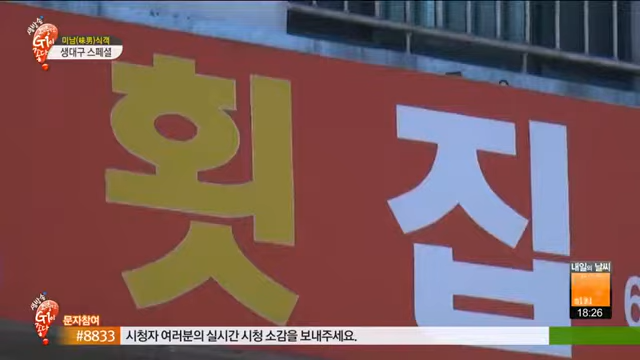 미남(味男)식객
생대구 스페셜
횟집
6
내일의 날씨
18:26
문자참여
#8833 시청자 여러분의 실시간 시청 소감을 보내주세요.